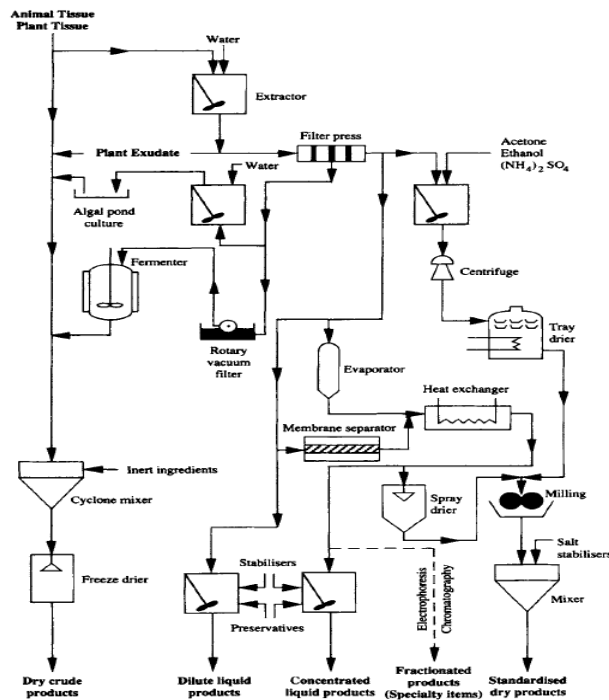 Animal Tissue
Plant Tissue
Water
Extractor
Filter press
Plant Exudate
Acetone
Ethanol
(NH₄)₂ SO₄
Water
Algal pond
culture
Fermenter
Centrifuge
Rotary
vacuum
filter
Tray
drier
Evaporator
Heat exchanger
Membrane separator
Inert ingredients
Cyclone mixer
Spray
drier
Milling
Salt
stabilisers
Freeze drier
Stabilisers
Preservatives
Electrophoresis
Chromatography
Mixer
Dry crude
products
Dilute liquid
products
Concentrated
liquid products
Fractionated
products
(Specialty items)
Standardised
dry products